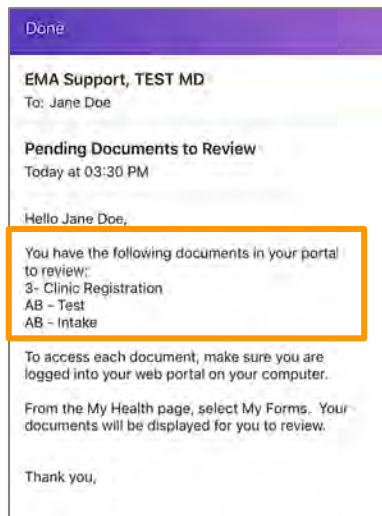 Done
EMA Support, TEST MD
To: Jane Doe
Pending Documents to Review
Today at 03:30 PM
Hello Jane Doe,
You have the following documents in your portal
to review:
3- Clinic Registration
AB - Test
AB - Intake
To access each document, make sure you are
logged into your web portal on your computer.
From the My Health page, select My Forms.  Your
documents will be displayed for you to review.
Thank you,